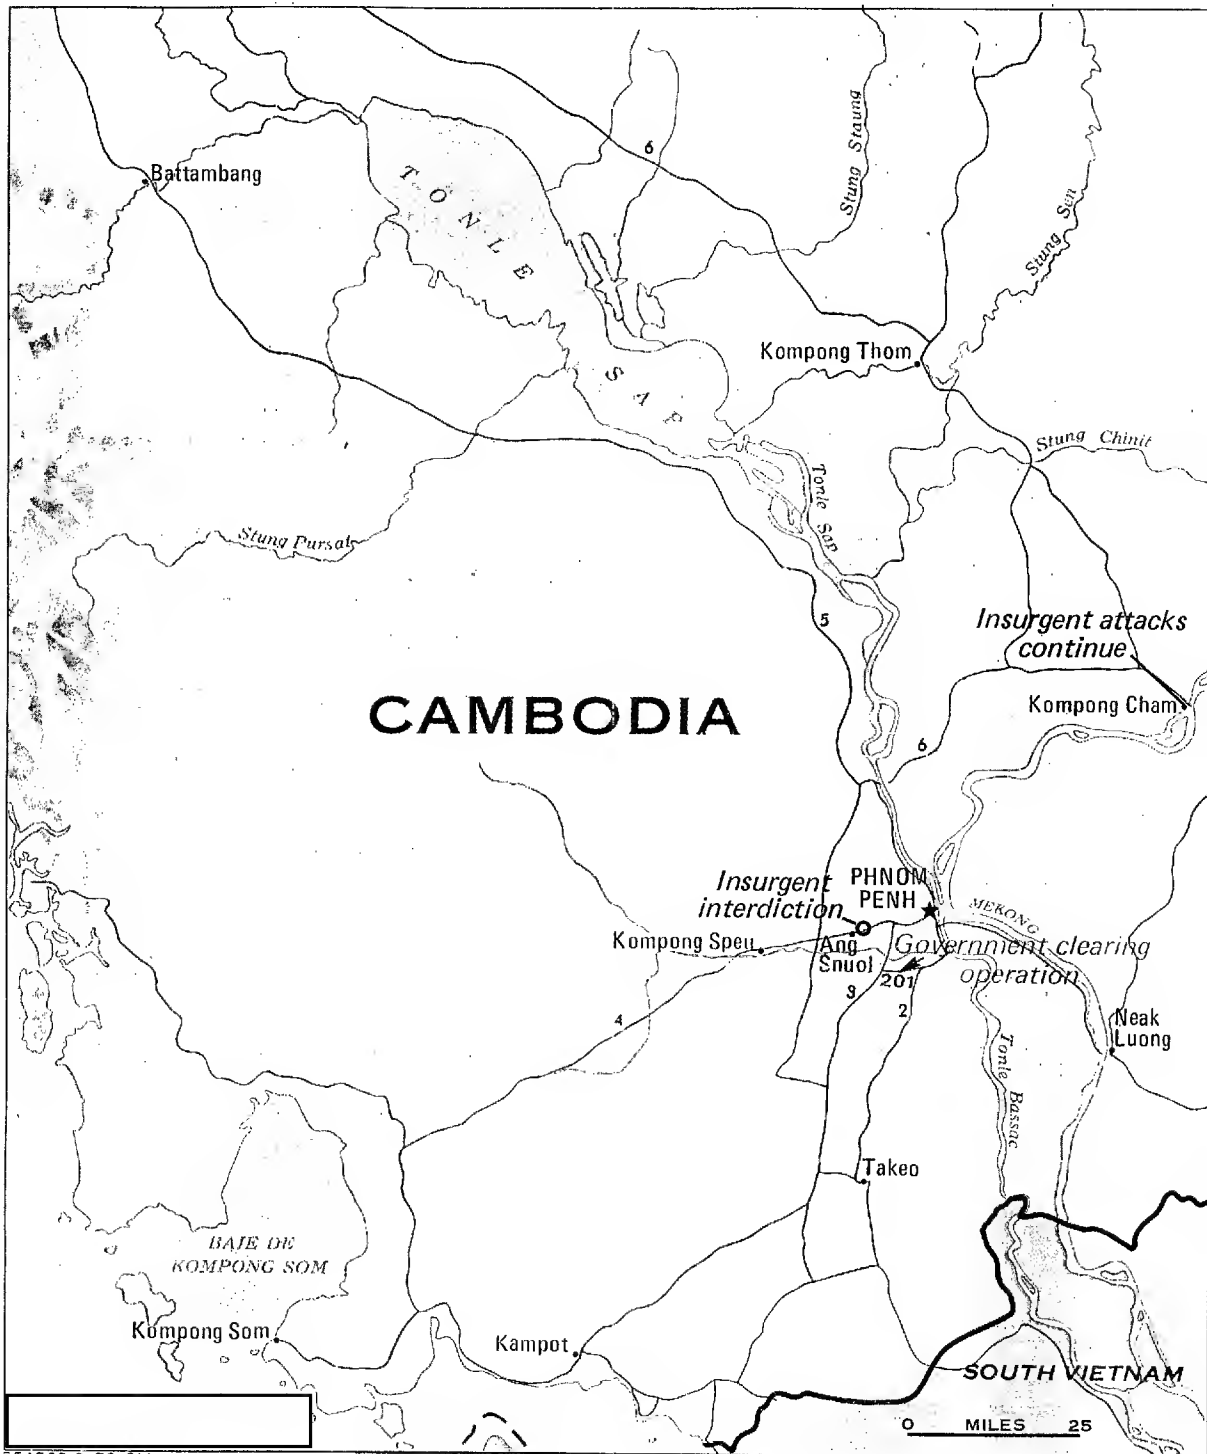 6
Stung Staung
Stung Sen
Battambang
TÔNLE
SAP
Kompong Thom
Stung Chinit
Tonle Sap
Stung Pursat
5
Insurgent attacks
continue
CAMBODIA
Kompong Cham
6
Insurgent
interdiction
PHNOM
PENH
MEKONG
Kompong Speu
Ang
Snuol
Government clearing
operation
201
3
2
4
Neak
Luong
Tonle Bassac
Takeo
BAIE DE
KOMPONG SOM
Kompong Som
Kampot
SOUTH VIETNAM
0 MILES 25